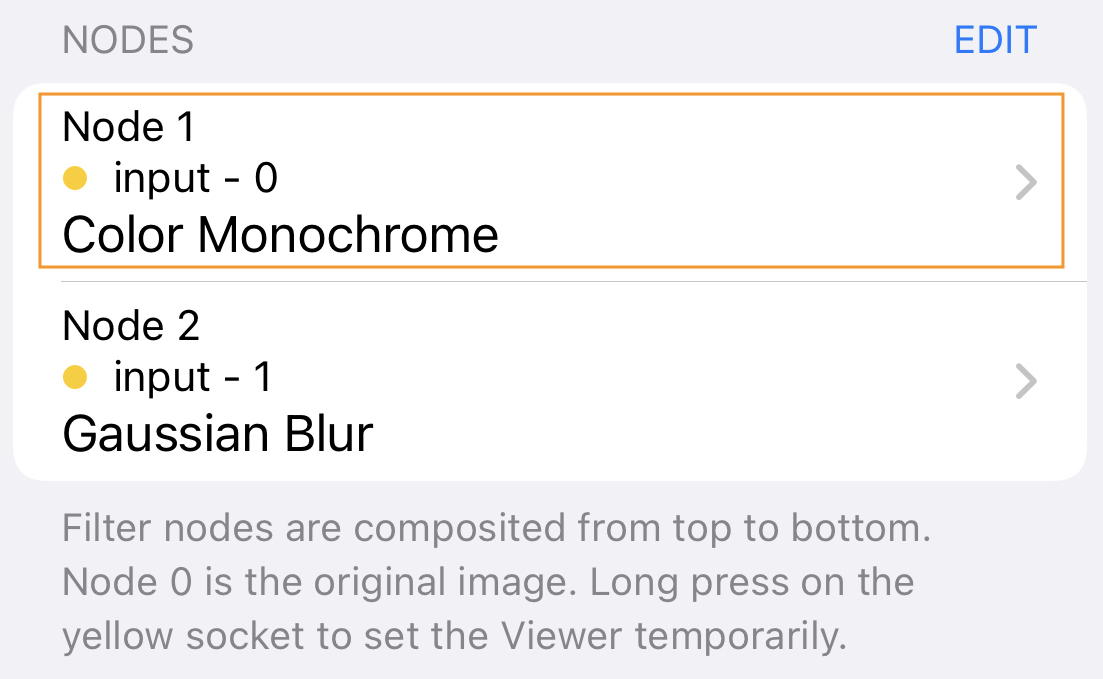 NODES EDIT
Node 1
input - 0
Color Monochrome
Node 2
input - 1
Gaussian Blur
Filter nodes are composited from top to bottom.
Node 0 is the original image. Long press on the
yellow socket to set the Viewer temporarily.